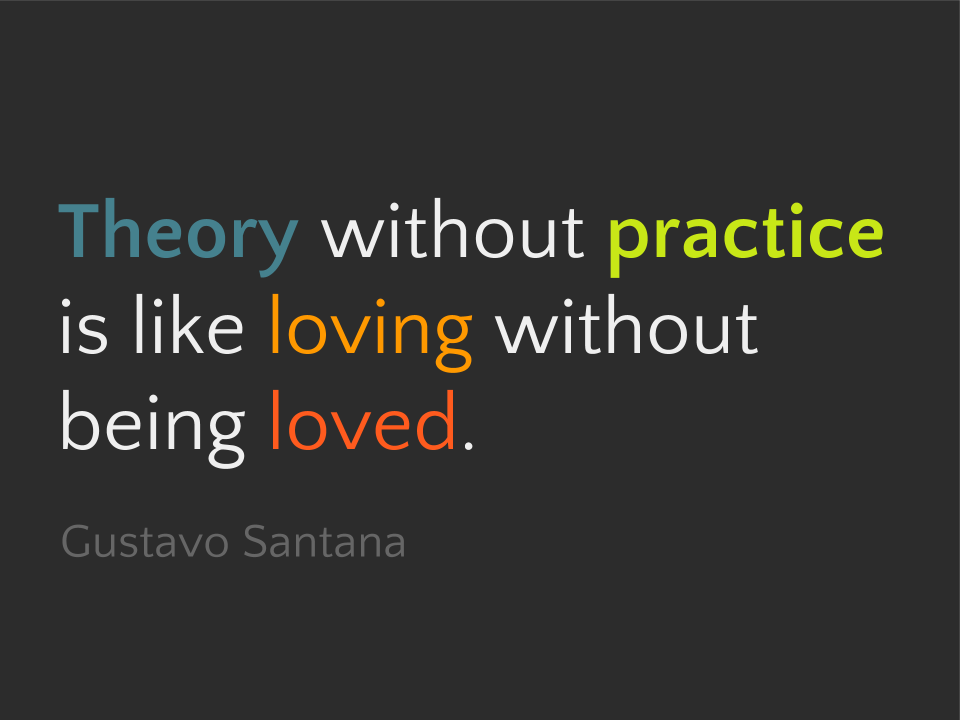 Theory without practice
is like loving without
being loved.
Gustavo Santana